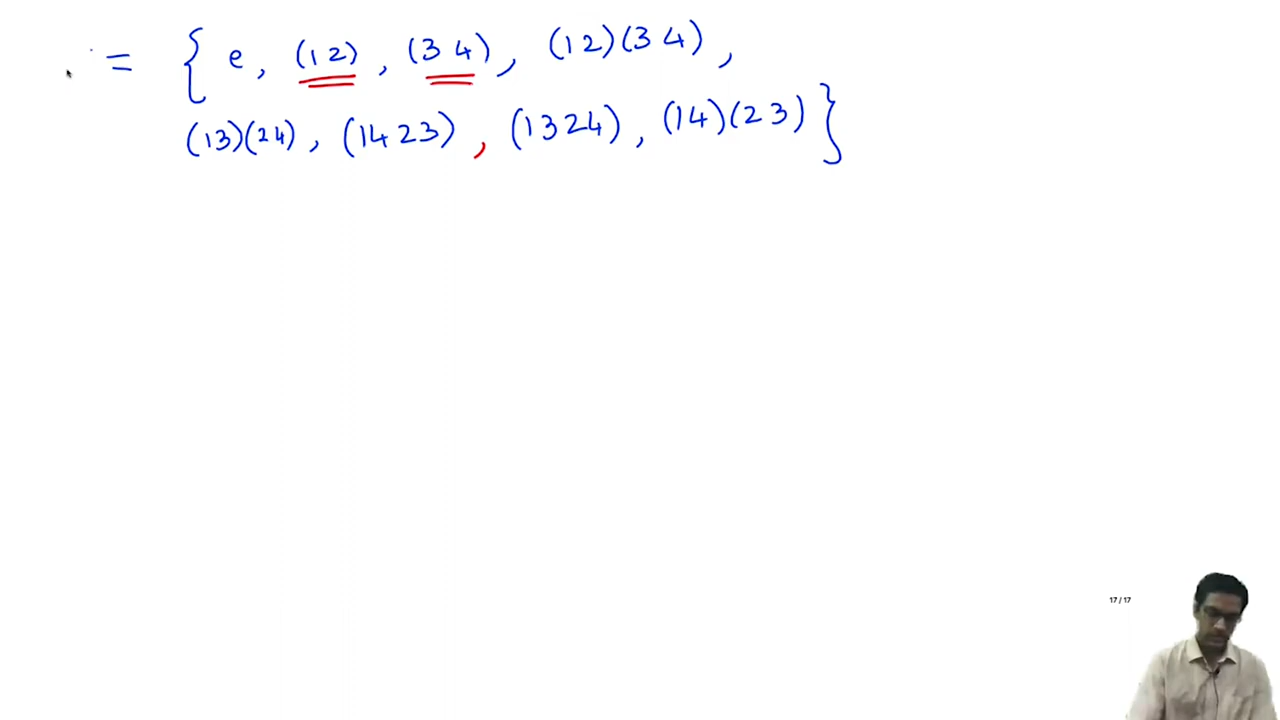 = { e, (1 2), (3 4), (1 2)(3 4),
(13)(24), (1423), (1324), (14)(23) }
17 / 17